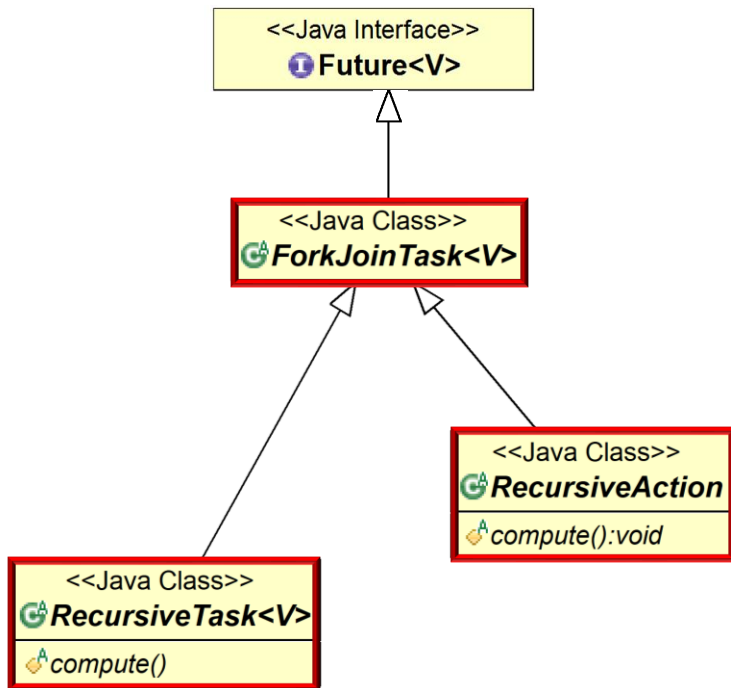 <<Java Interface>>
Future<V>
<<Java Class>>
ForkJoinTask<V>
<<Java Class>>
RecursiveAction
compute():void
<<Java Class>>
RecursiveTask<V>
compute()